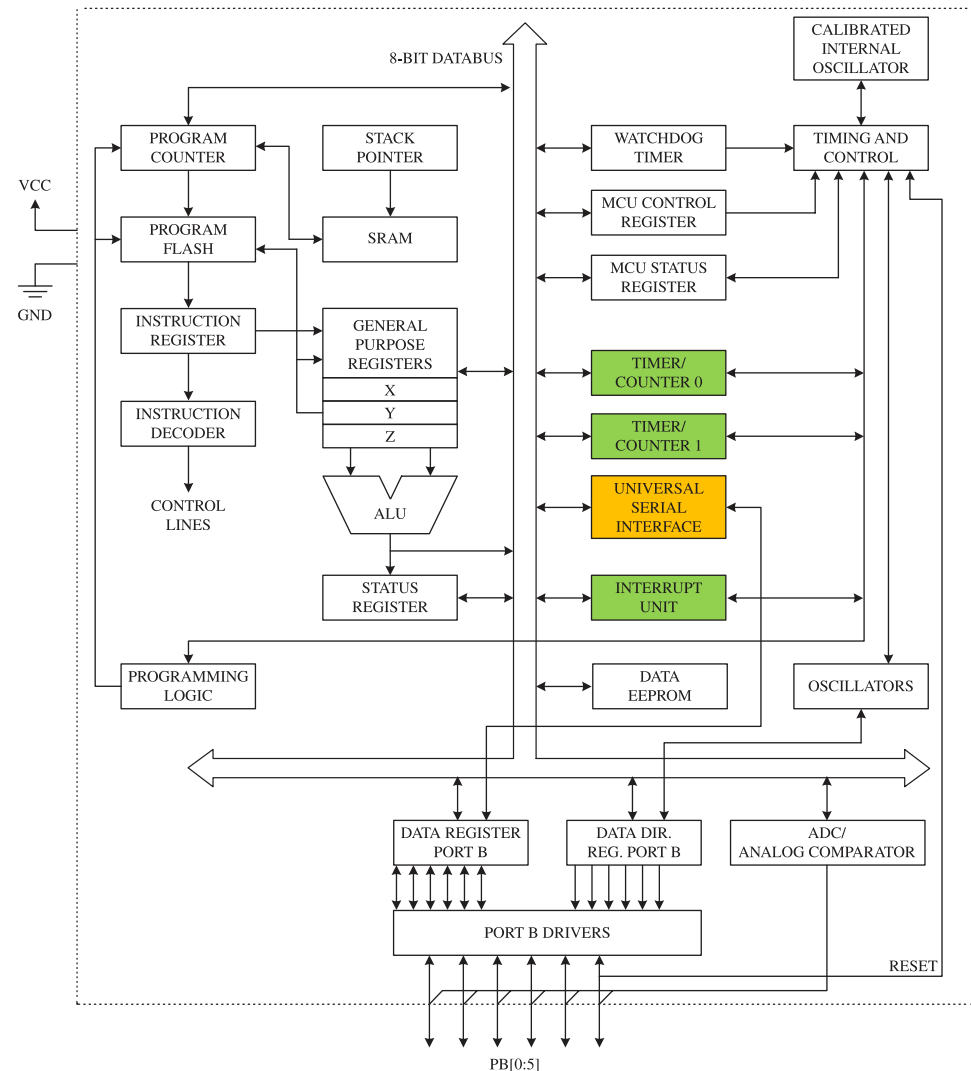 8-BIT DATABUS
CALIBRATED
INTERNAL
OSCILLATOR
PROGRAM
COUNTER
STACK
POINTER
WATCHDOG
TIMER
TIMING AND
CONTROL
VCC
MCU CONTROL
REGISTER
PROGRAM
FLASH
SRAM
MCU STATUS
REGISTER
GND
INSTRUCTION
REGISTER
GENERAL
PURPOSE
REGISTERS
X
Y
Z
TIMER/
COUNTER 0
INSTRUCTION
DECODER
TIMER/
COUNTER 1
CONTROL
LINES
ALU
UNIVERSAL
SERIAL
INTERFACE
STATUS
REGISTER
INTERRUPT
UNIT
PROGRAMMING
LOGIC
DATA
EEPROM
OSCILLATORS
DATA REGISTER
PORT B
DATA DIR.
REG. PORT B
ADC/
ANALOG COMPARATOR
PORT B DRIVERS
RESET
PB[0:5]